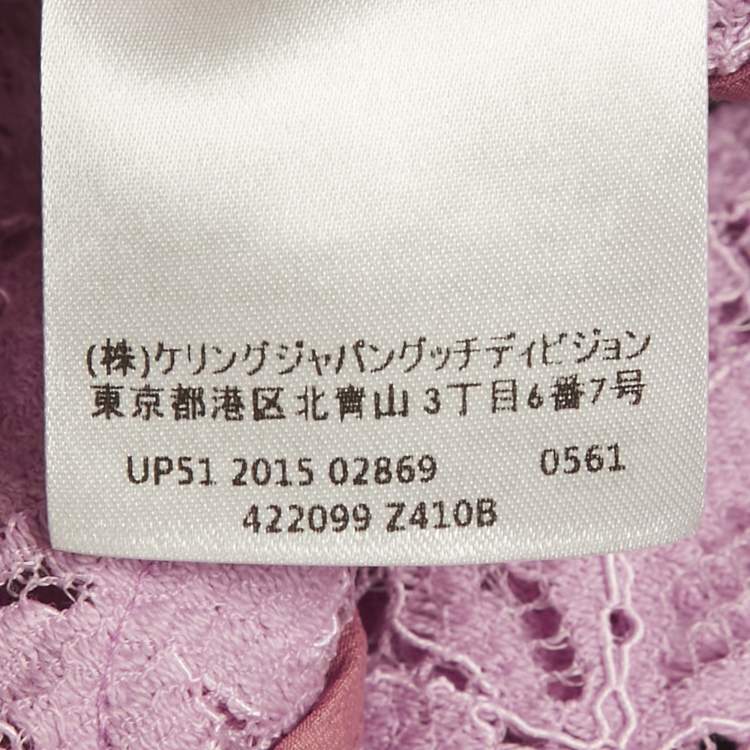 (株)ケリングジャパングッチディビジョン
東京都港区北青山3丁目6番7号
UP51 2015 02869 0561
422099 Z410B